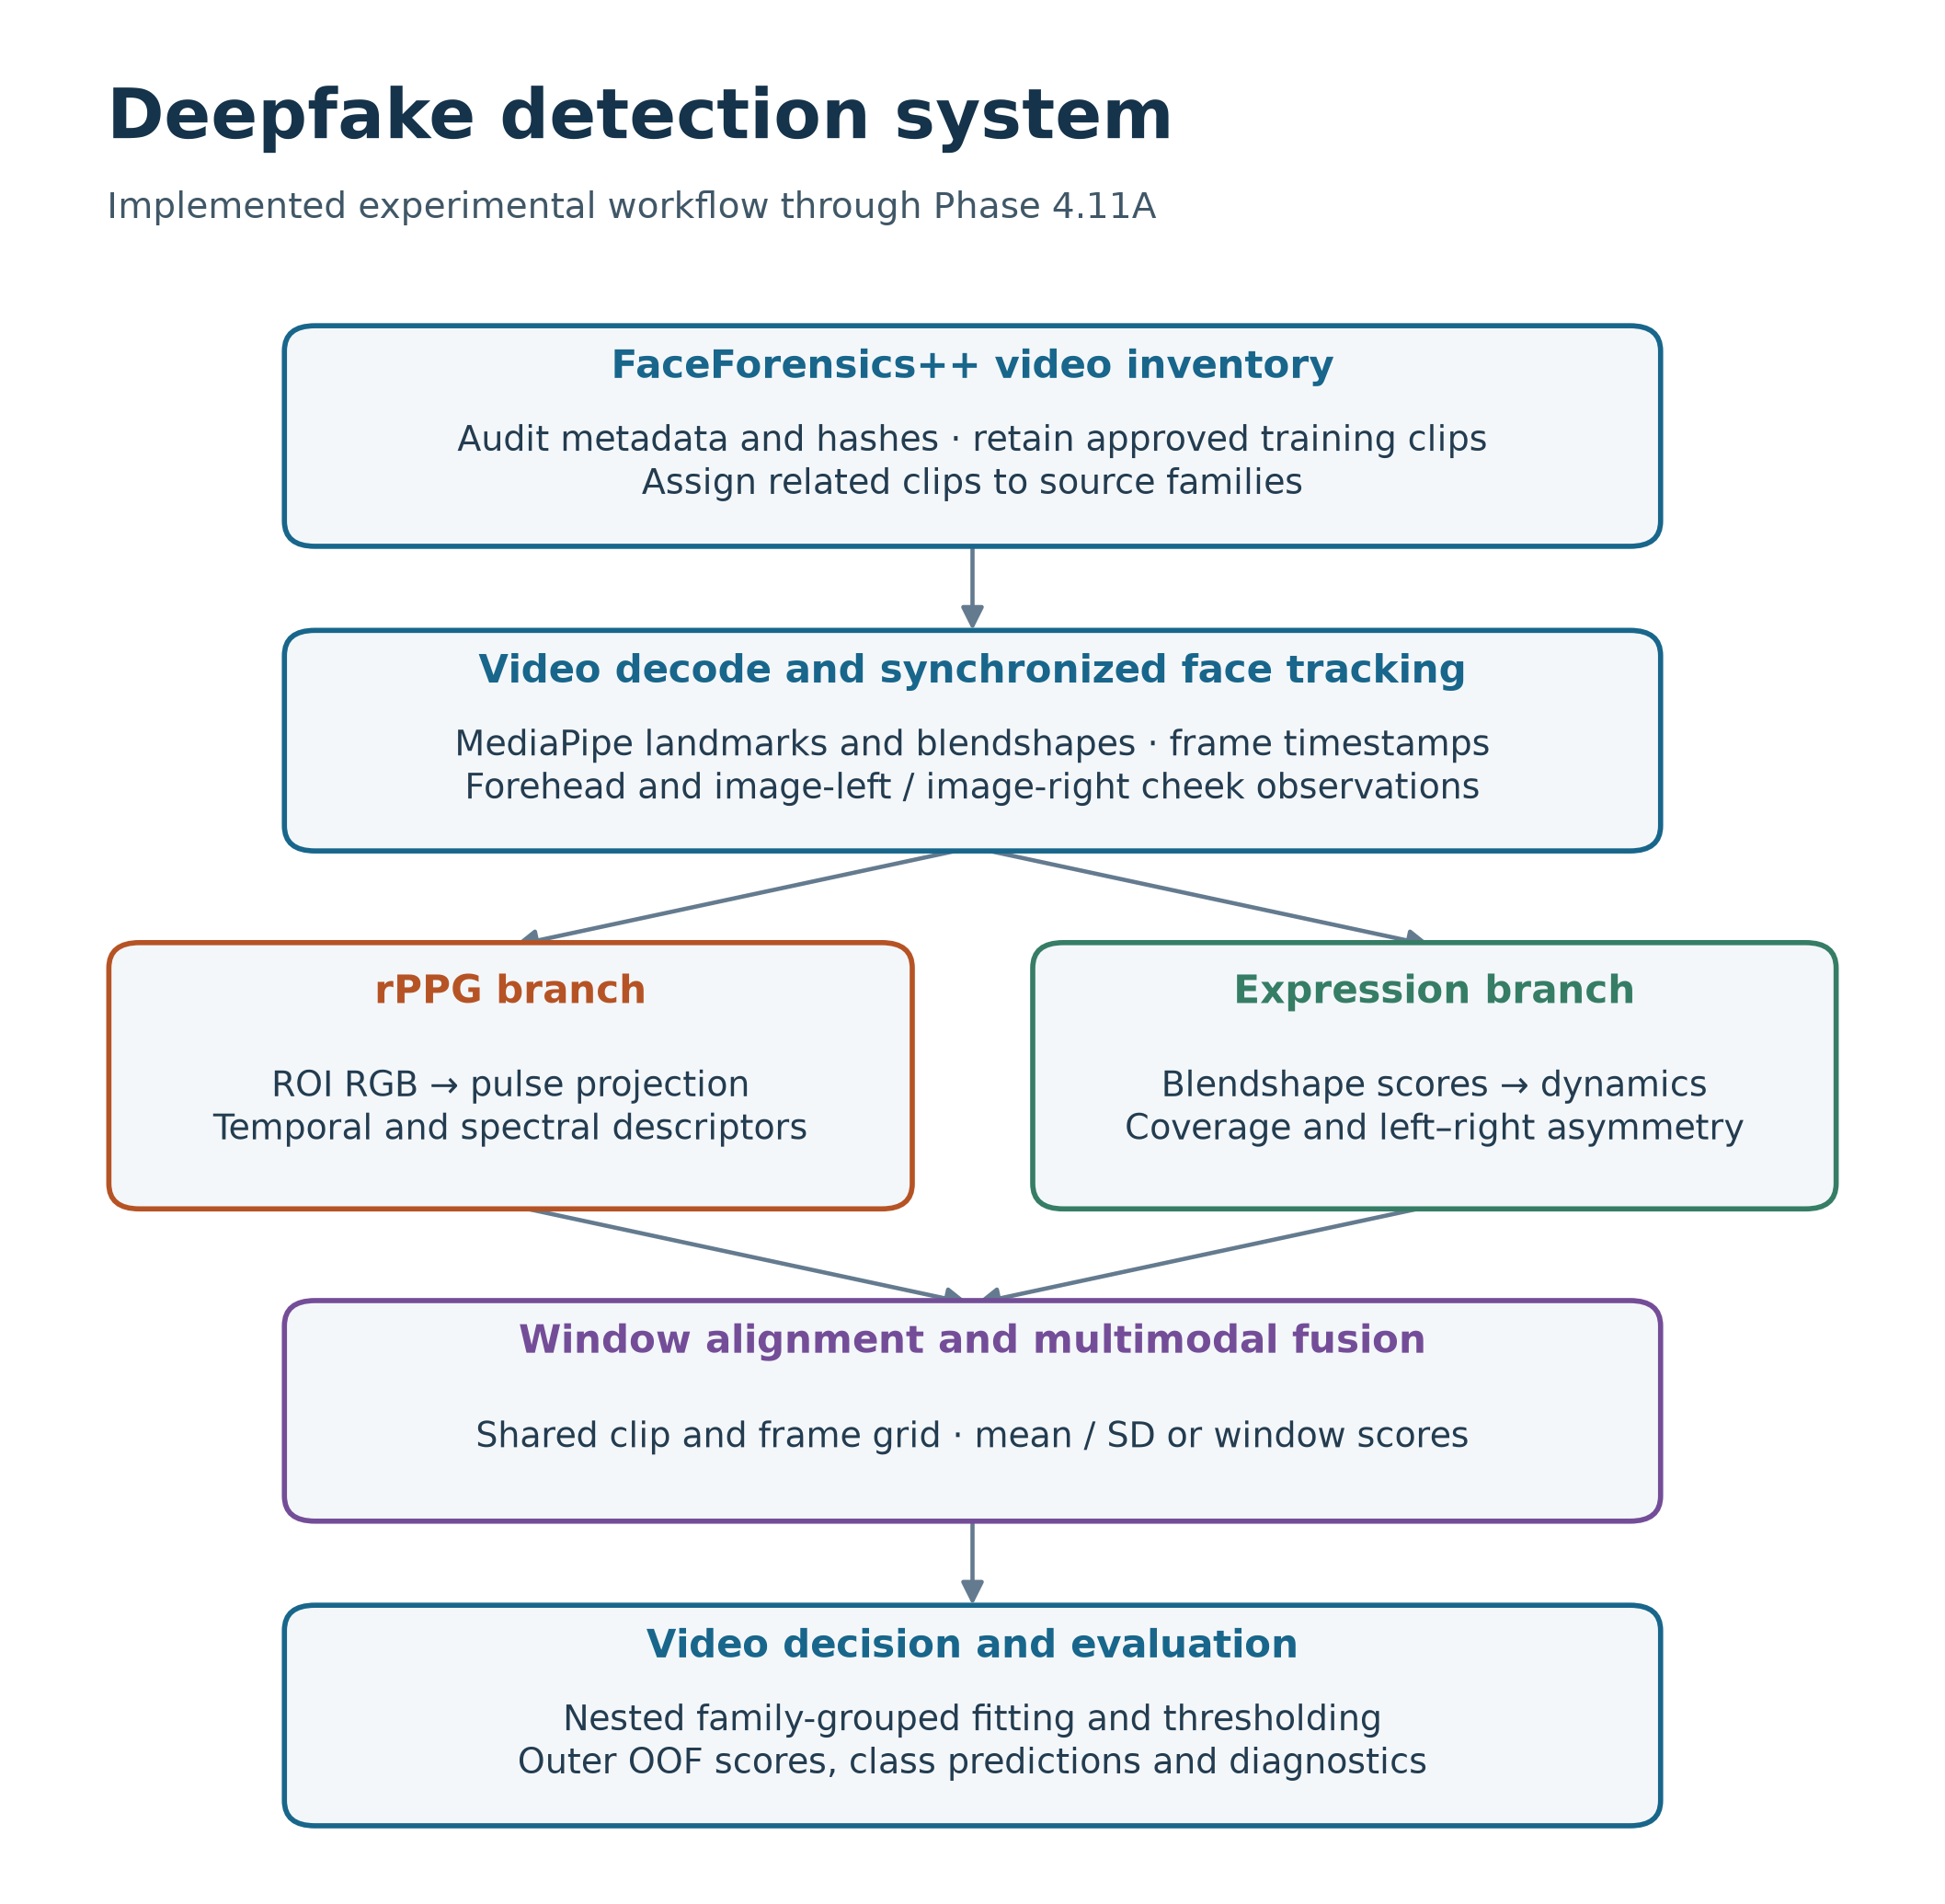 Deepfake detection system
Implemented experimental workflow through Phase 4.11A
FaceForensics++ video inventory
Audit metadata and hashes · retain approved training clips
Assign related clips to source families
Video decode and synchronized face tracking
MediaPipe landmarks and blendshapes · frame timestamps
Forehead and image-left / image-right cheek observations
rPPG branch
ROI RGB → pulse projection
Temporal and spectral descriptors
Expression branch
Blendshape scores → dynamics
Coverage and left–right asymmetry
Window alignment and multimodal fusion
Shared clip and frame grid · mean / SD or window scores
Video decision and evaluation
Nested family-grouped fitting and thresholding
Outer OOF scores, class predictions and diagnostics